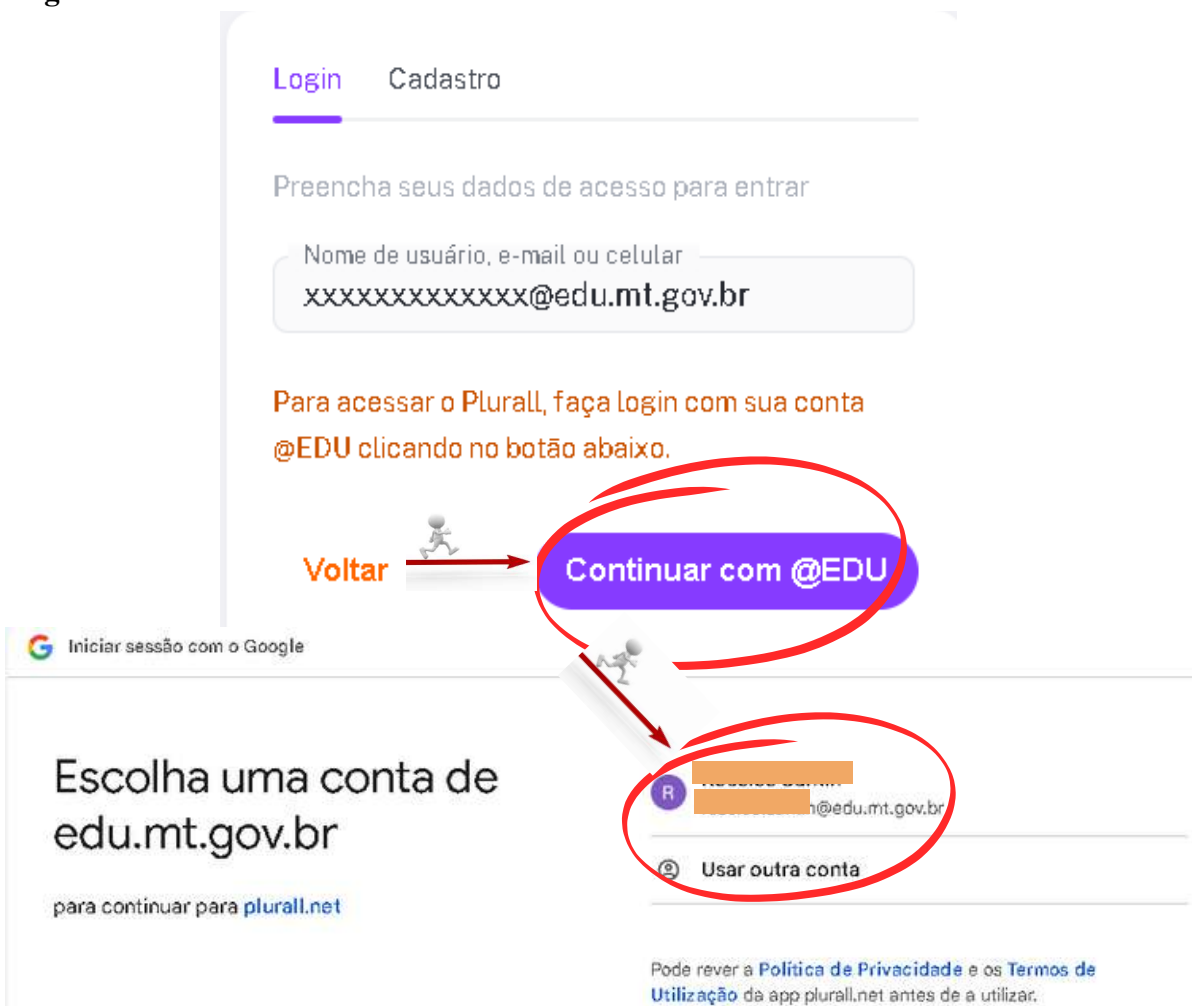 Login Cadastro
Preencha seus dados de acesso para entrar
Nome de usuário, e-mail ou celular
xxxxxxxxxxxxx@edu.mt.gov.br
Para acessar o Plurall, faça login com sua conta
@EDU clicando no botão abaixo.
Voltar Continuar com @EDU
G Iniciar sessão com o Google
Escolha uma conta de
edu.mt.gov.br
para continuar para plurall.net
R
@edu.mt.gov.br
Usar outra conta
Pode rever a Política de Privacidade e os Termos de
Utilização da app plurall.net antes de a utilizar.